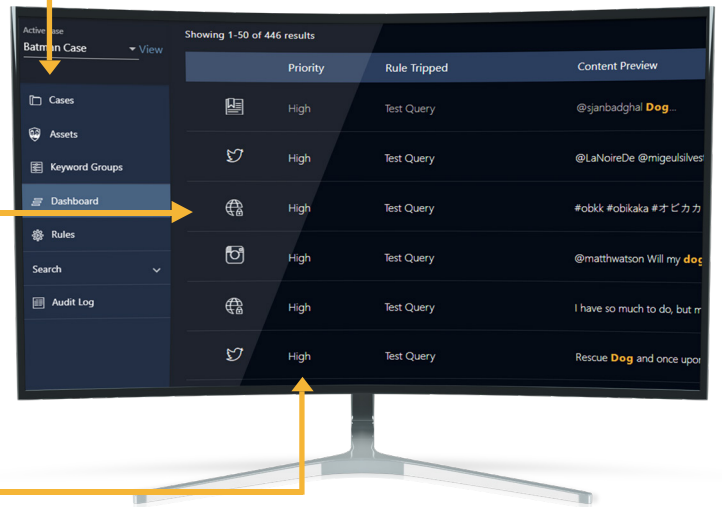 Active Case
Batman Case View
Showing 1-50 of 446 results
Priority Rule Tripped Content Preview
Cases
Assets
Keyword Groups
Dashboard
Rules
Search
Audit Log
High Test Query @sjanbadghal Dog...
High Test Query @LaNoireDe @migeulsilves
High Test Query #obkk #obikaka #オビカカ
High Test Query @matthwatson Will my dog
High Test Query I have so much to do, but m
High Test Query Rescue Dog and once upon